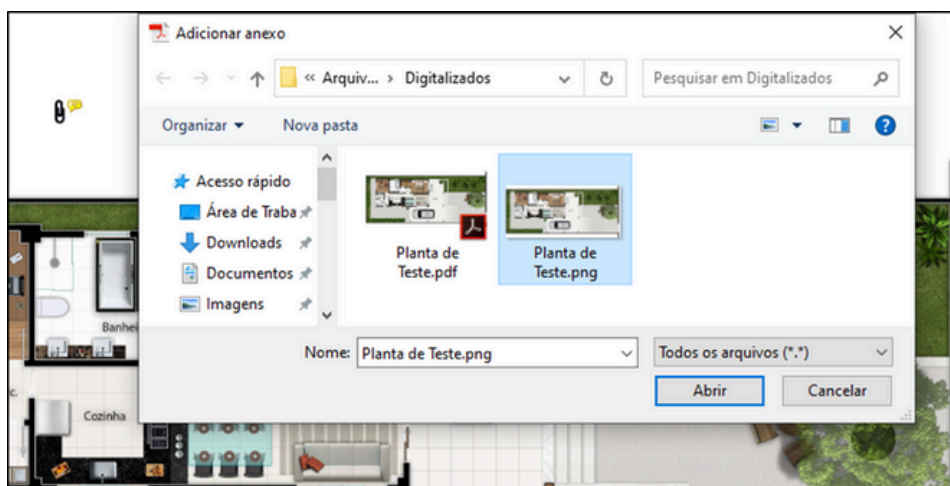 Adicionar anexo
« Arquiv... › Digitalizados
Pesquisar em Digitalizados
Organizar
Nova pasta
Acesso rápido
Área de Traba
Downloads
Documentos
Imagens
Planta de
Teste.pdf
Planta de
Teste.png
Nome: Planta de Teste.png
Todos os arquivos (*.*)
Abrir
Cancelar
Banhei
c.
Cozinha